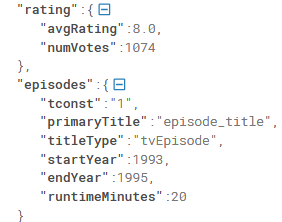 "rating":{
"avgRating":8.0,
"numVotes":1074
},
"episodes":{
"tconst":"1",
"primaryTitle":"episode_title",
"titleType":"tvEpisode",
"startYear":1993,
"endYear":1995,
"runtimeMinutes":20
}